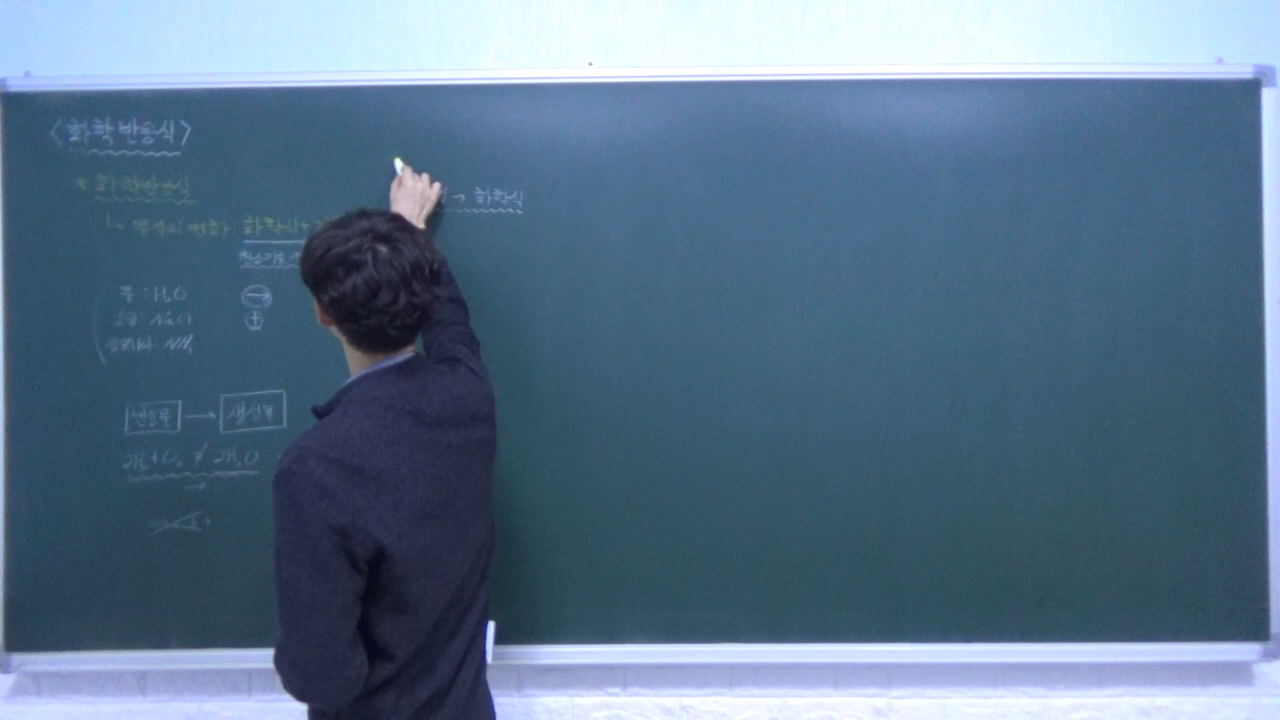 <화학 반응식>
* 화학반응식
↳ 물질의 변화 화학식+
원소기호
→ 화학식
물 : H₂O
소금 : NaCl
암모니아 : NH₃
→
+
반응물 → 생성물
2H₂+O₂ ≠ 2H₂O
→